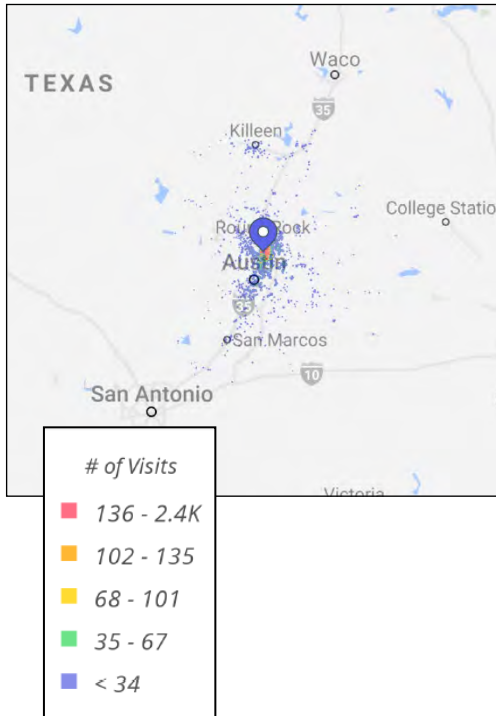 Waco
TEXAS
35
Killeen
College Statio
Round Rock
Austin
35
San Marcos
10
San Antonio
Victoria
# of Visits
136 - 2.4K
102 - 135
68 - 101
35 - 67
< 34